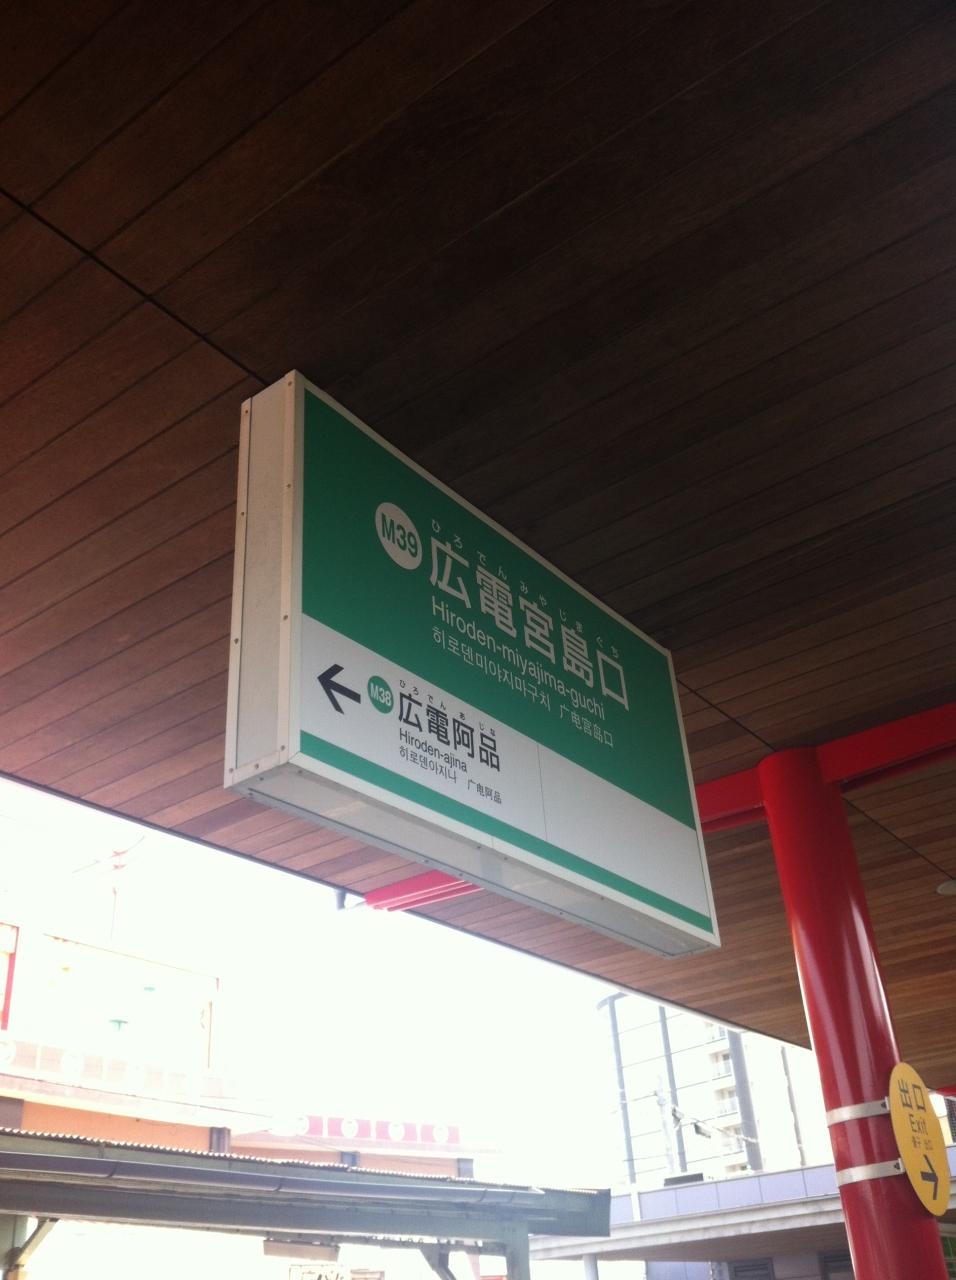 ひろでんみやじまぐち
M39 広電宮島口
Hiroden-miyajima-guchi
히로덴미야지마구치 广电宫岛口
ひろでんあじな
← M38 広電阿品
Hiroden-ajina
히로덴아지나 广电阿品
出口
Exit
出口
→